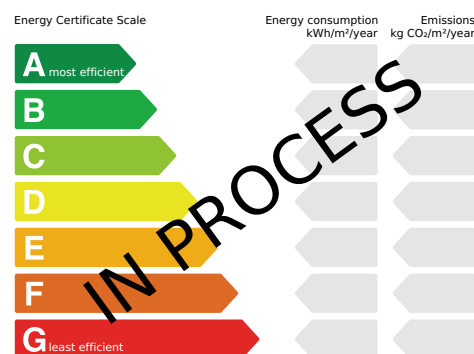 Energy Certificate Scale
Energy consumption
kWh/m²/year
Emissions
kg CO₂/m²/year
A most efficient
B
C
D
E
F
G least efficient
IN PROCESS